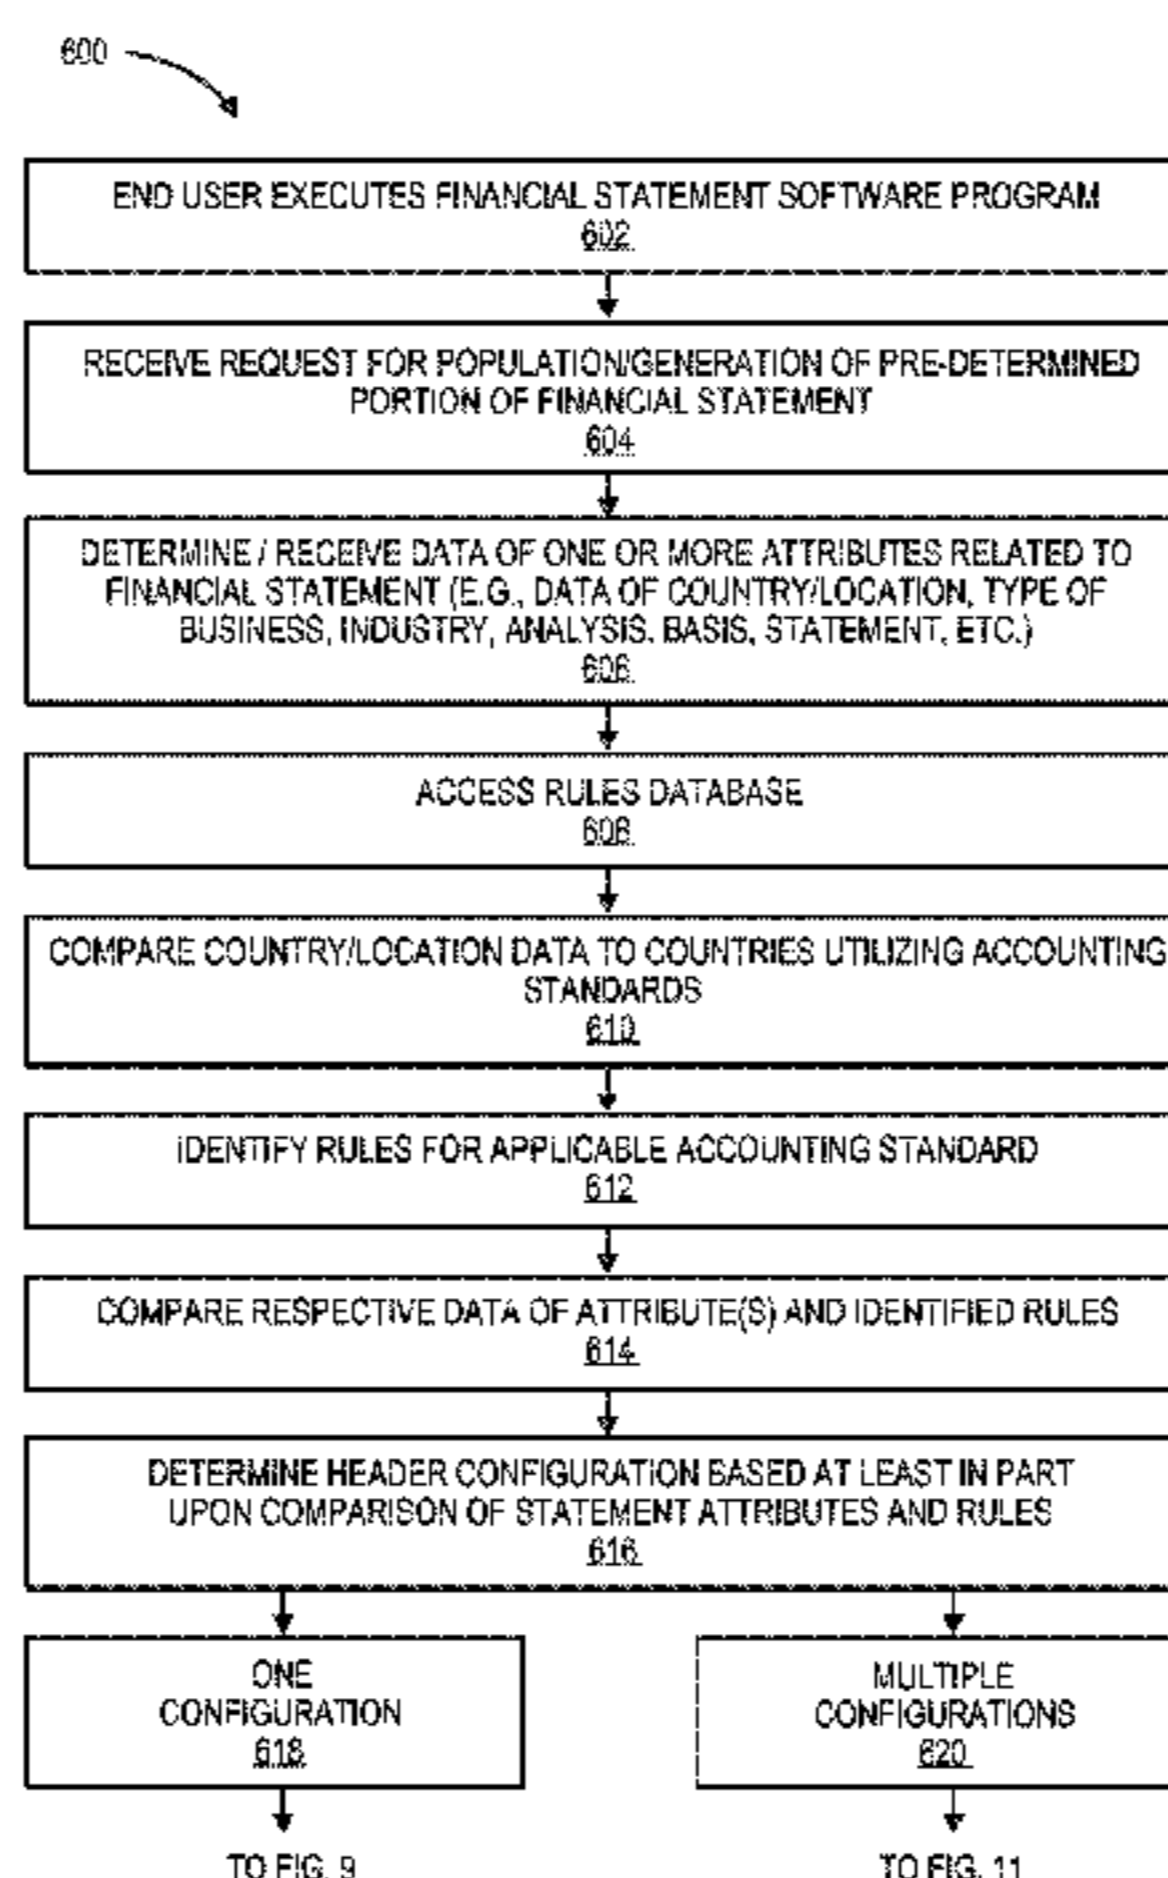 600
END USER EXECUTES FINANCIAL STATEMENT SOFTWARE PROGRAM
602
RECEIVE REQUEST FOR POPULATION/GENERATION OF PRE-DETERMINED
PORTION OF FINANCIAL STATEMENT
604
DETERMINE / RECEIVE DATA OF ONE OR MORE ATTRIBUTES RELATED TO
FINANCIAL STATEMENT (E.G., DATA OF COUNTRY/LOCATION, TYPE OF
BUSINESS, INDUSTRY, ANALYSIS, BASIS, STATEMENT, ETC.)
606
ACCESS RULES DATABASE
608
COMPARE COUNTRY/LOCATION DATA TO COUNTRIES UTILIZING ACCOUNTING
STANDARDS
610
IDENTIFY RULES FOR APPLICABLE ACCOUNTING STANDARD
612
COMPARE RESPECTIVE DATA OF ATTRIBUTE(S) AND IDENTIFIED RULES
614
DETERMINE HEADER CONFIGURATION BASED AT LEAST IN PART
UPON COMPARISON OF STATEMENT ATTRIBUTES AND RULES
616
ONE
CONFIGURATION
618
MULTIPLE
CONFIGURATIONS
620
TO FIG. 9
TO FIG. 11